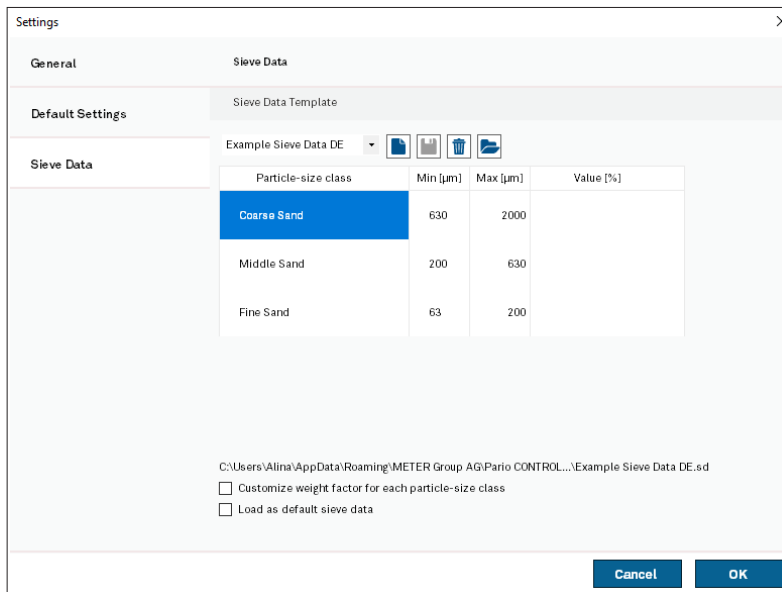 Settings
General
Sieve Data
Default Settings
Sieve Data Template
Sieve Data
Example Sieve Data DE
Particle-size class Min [µm] Max [µm] Value [%]
Coarse Sand 630 2000
Middle Sand 200 630
Fine Sand 63 200
C:\Users\Alina\AppData\Roaming\METER Group AG\Pario CONTROL...\Example Sieve Data DE.sd
Customize weight factor for each particle-size class
Load as default sieve data
Cancel OK